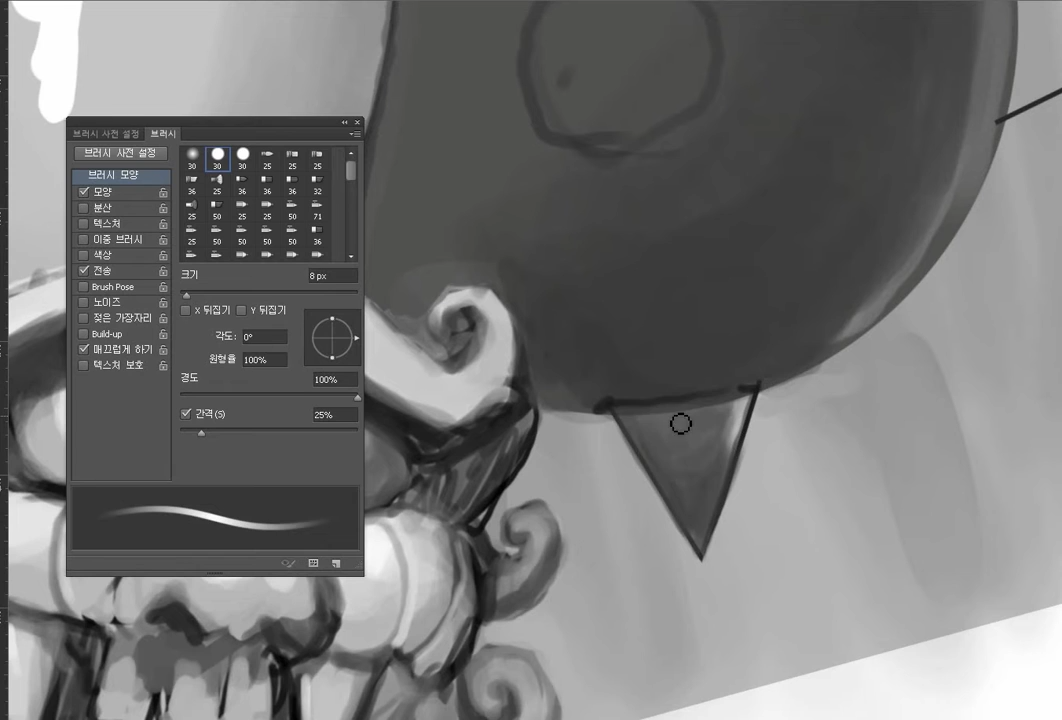 브러시 사전 설정 브러시
브러시 사전 설정
30 30 30 25 25 25
브러시 모양
36 25 36 36 36 32
모양
분산
25 50 25 25 50 71
텍스처
이중 브러시
25 50 50 50 50 36
색상
전송
크기 8 px
Brush Pose
노이즈
X 뒤집기 Y 뒤집기
젖은 가장자리
Build-up
각도: 0°
매끄럽게 하기
원형율 100%
텍스처 보호
경도 100%
간격(S) 25%